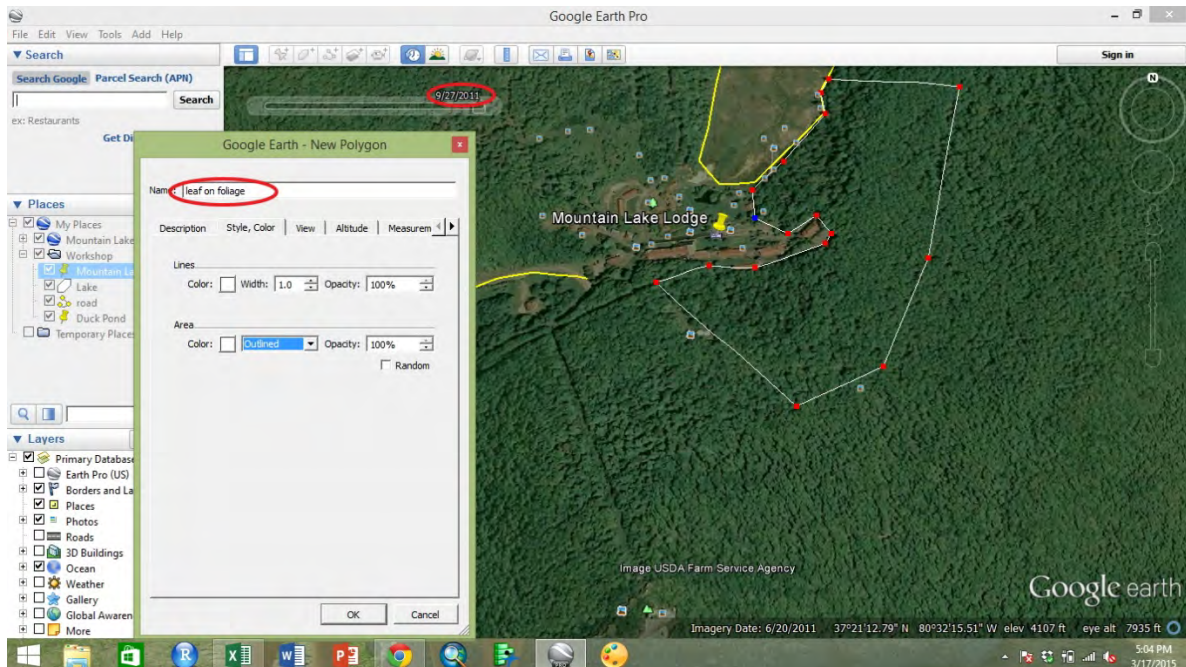 Google Earth Pro
File Edit View Tools Add Help
Search
Sign in
Search Google Parcel Search (APN)
Search
ex: Restaurants
Get Di
9/27/2011
N
Google Earth - New Polygon
Name: leaf on foliage
Description Style, Color View Altitude Measurem
Lines
Color: Width: 1.0 Opacity: 100%
Area
Color: Outlined Opacity: 100%
Random
OK Cancel
Places
My Places
Mountain Lake
Workshop
Mountain La
Lake
road
Duck Pond
Temporary Places
Layers
Primary Database
Earth Pro (US)
Borders and La
Places
Photos
Roads
3D Buildings
Ocean
Weather
Gallery
Global Awaren
More
Mountain Lake Lodge
Image USDA Farm Service Agency
Google earth
Imagery Date: 6/20/2011 37°21'12.79" N 80°32'15.51" W elev 4107 ft eye alt 7935 ft
5:04 PM
3/17/2015